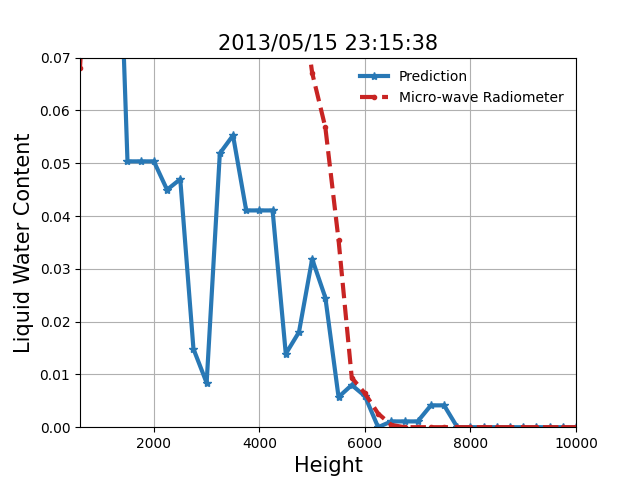 2013/05/15 23:15:38
Prediction
Micro-wave Radiometer
Liquid Water Content
0.07
0.06
0.05
0.04
0.03
0.02
0.01
0.00
2000 4000 6000 8000 10000
Height